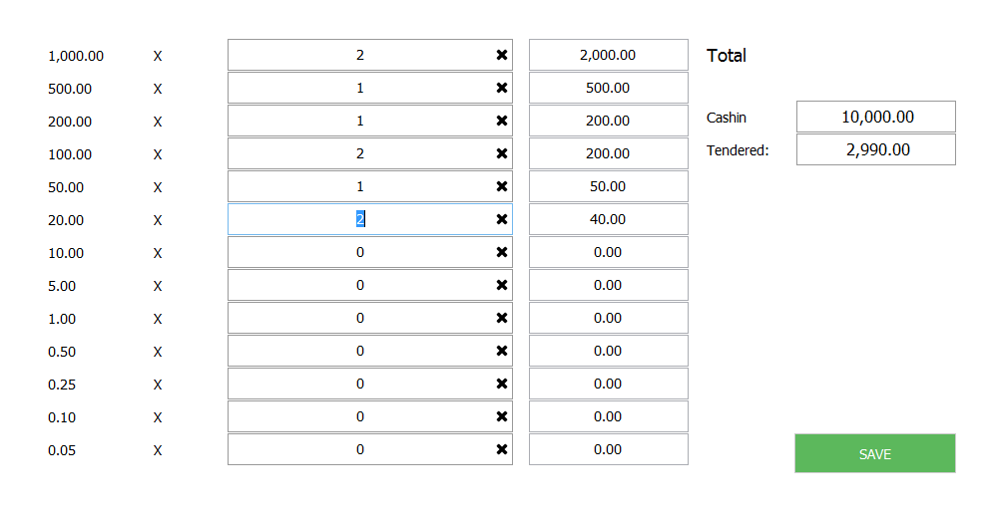 1,000.00 X 2 ✖ 2,000.00 Total
500.00 X 1 ✖ 500.00
200.00 X 1 ✖ 200.00 Cashin 10,000.00
100.00 X 2 ✖ 200.00 Tendered: 2,990.00
50.00 X 1 ✖ 50.00
20.00 X 2 ✖ 40.00
10.00 X 0 ✖ 0.00
5.00 X 0 ✖ 0.00
1.00 X 0 ✖ 0.00
0.50 X 0 ✖ 0.00
0.25 X 0 ✖ 0.00
0.10 X 0 ✖ 0.00
0.05 X 0 ✖ 0.00 SAVE